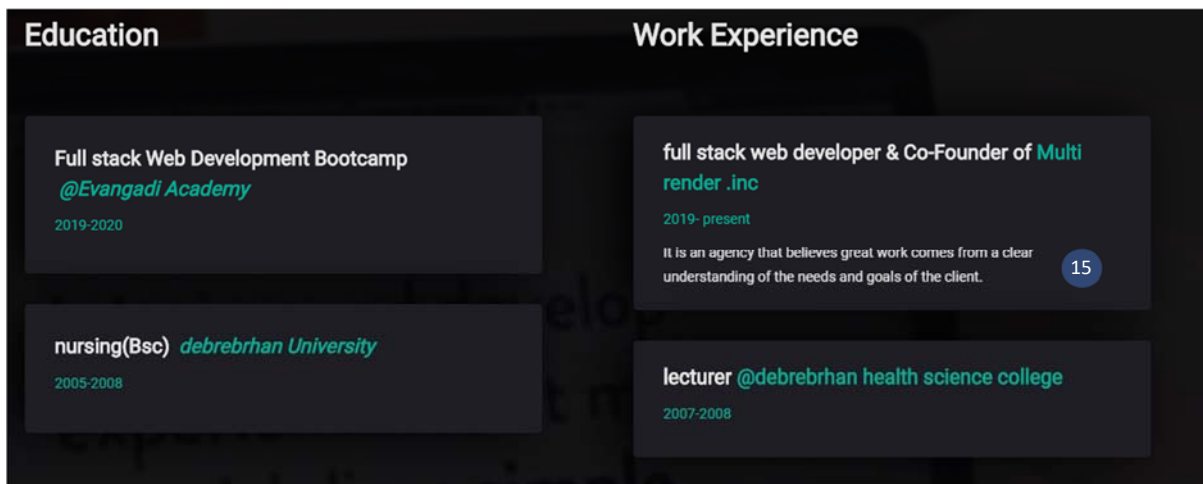 Education
Full stack Web Development Bootcamp
@Evangadi Academy
2019-2020
nursing(Bsc) debrebrhan University
2005-2008
Work Experience
full stack web developer & Co-Founder of Multi
render .inc
2019- present
It is an agency that believes great work comes from a clear
understanding of the needs and goals of the client.
15
lecturer @debrebrhan health science college
2007-2008